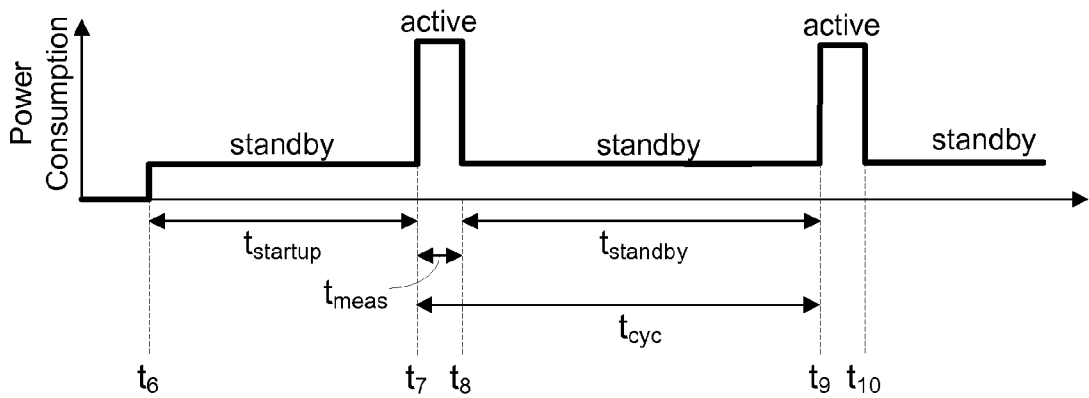 Power
Consumption
active
active
standby
standby
standby
tstartup
tstandby
tmeas
tcyc
t6
t7
t8
t9
t10